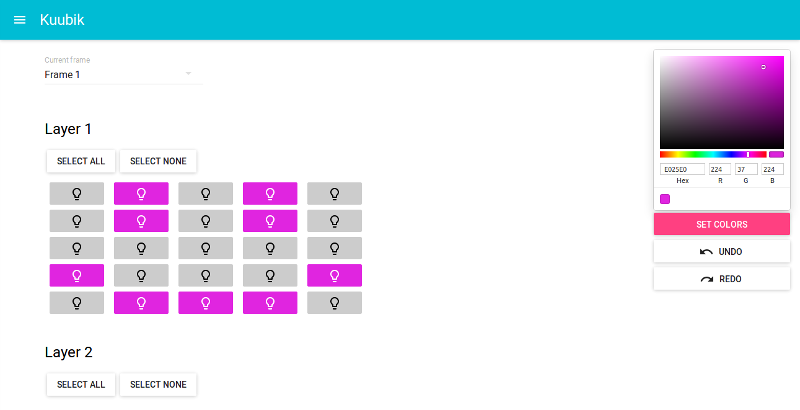 Kuubik
Current frame
Frame 1
Layer 1
SELECT ALL
SELECT NONE
E025E0
224
37
224
Hex
R
G
B
SET COLORS
UNDO
REDO
Layer 2
SELECT ALL
SELECT NONE